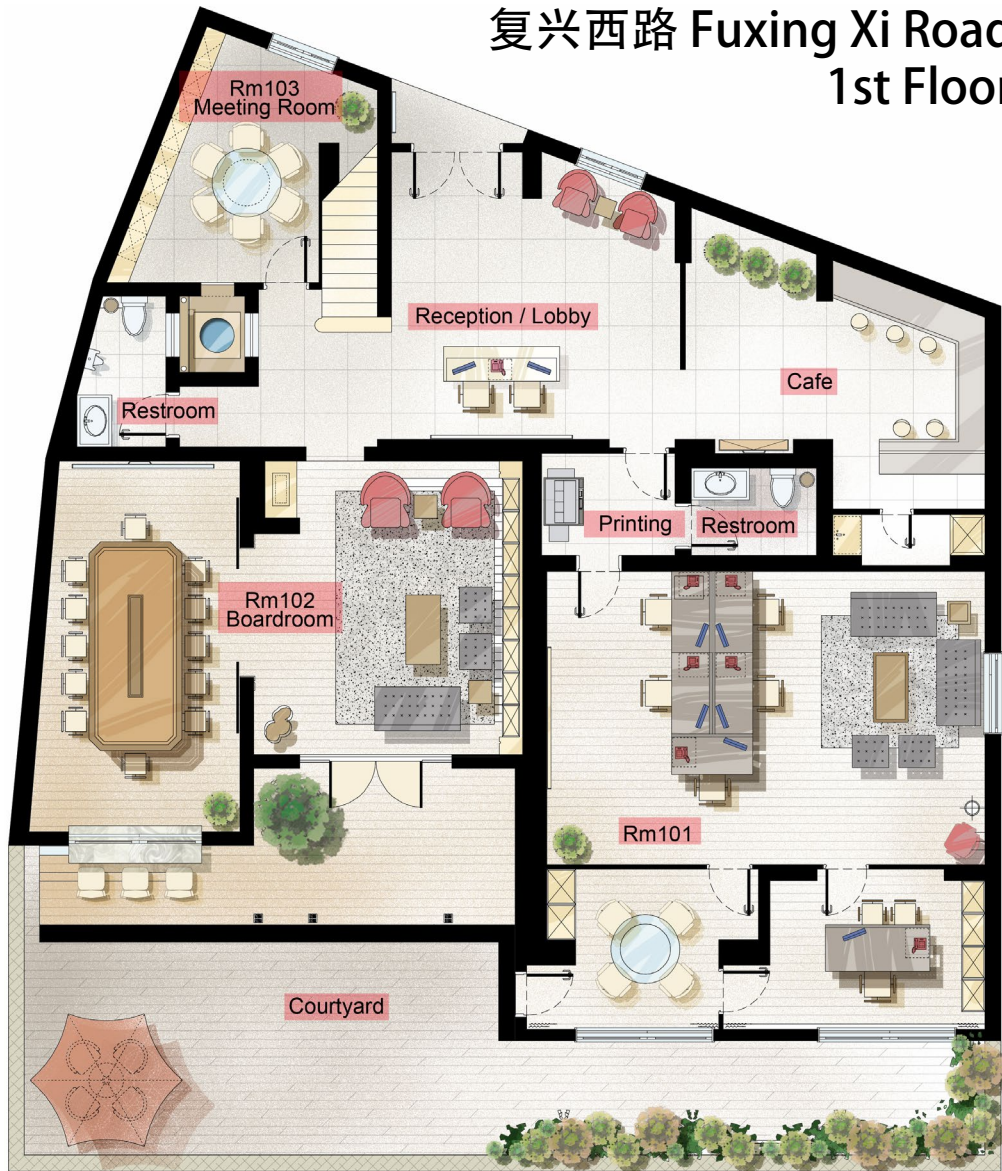 复兴西路 Fuxing Xi Road
1st Floor
Rm103
Meeting Room
Reception / Lobby
Cafe
Restroom
Printing
Restroom
Rm102
Boardroom
Rm101
Courtyard